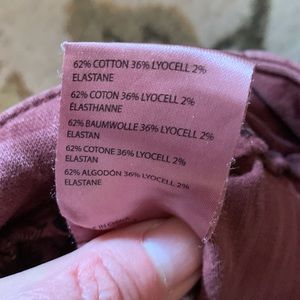 62% COTTON 36% LYOCELL 2%
ELASTANE
62% COTON 36% LYOCELL 2%
ÉLASTHANNE
62% BAUMWOLLE 36% LYOCELL 2%
ELASTAN
62% COTONE 36% LYOCELL 2%
ELASTAN
62% ALGODÓN 36% LYOCELL 2%
ELASTANE
IN